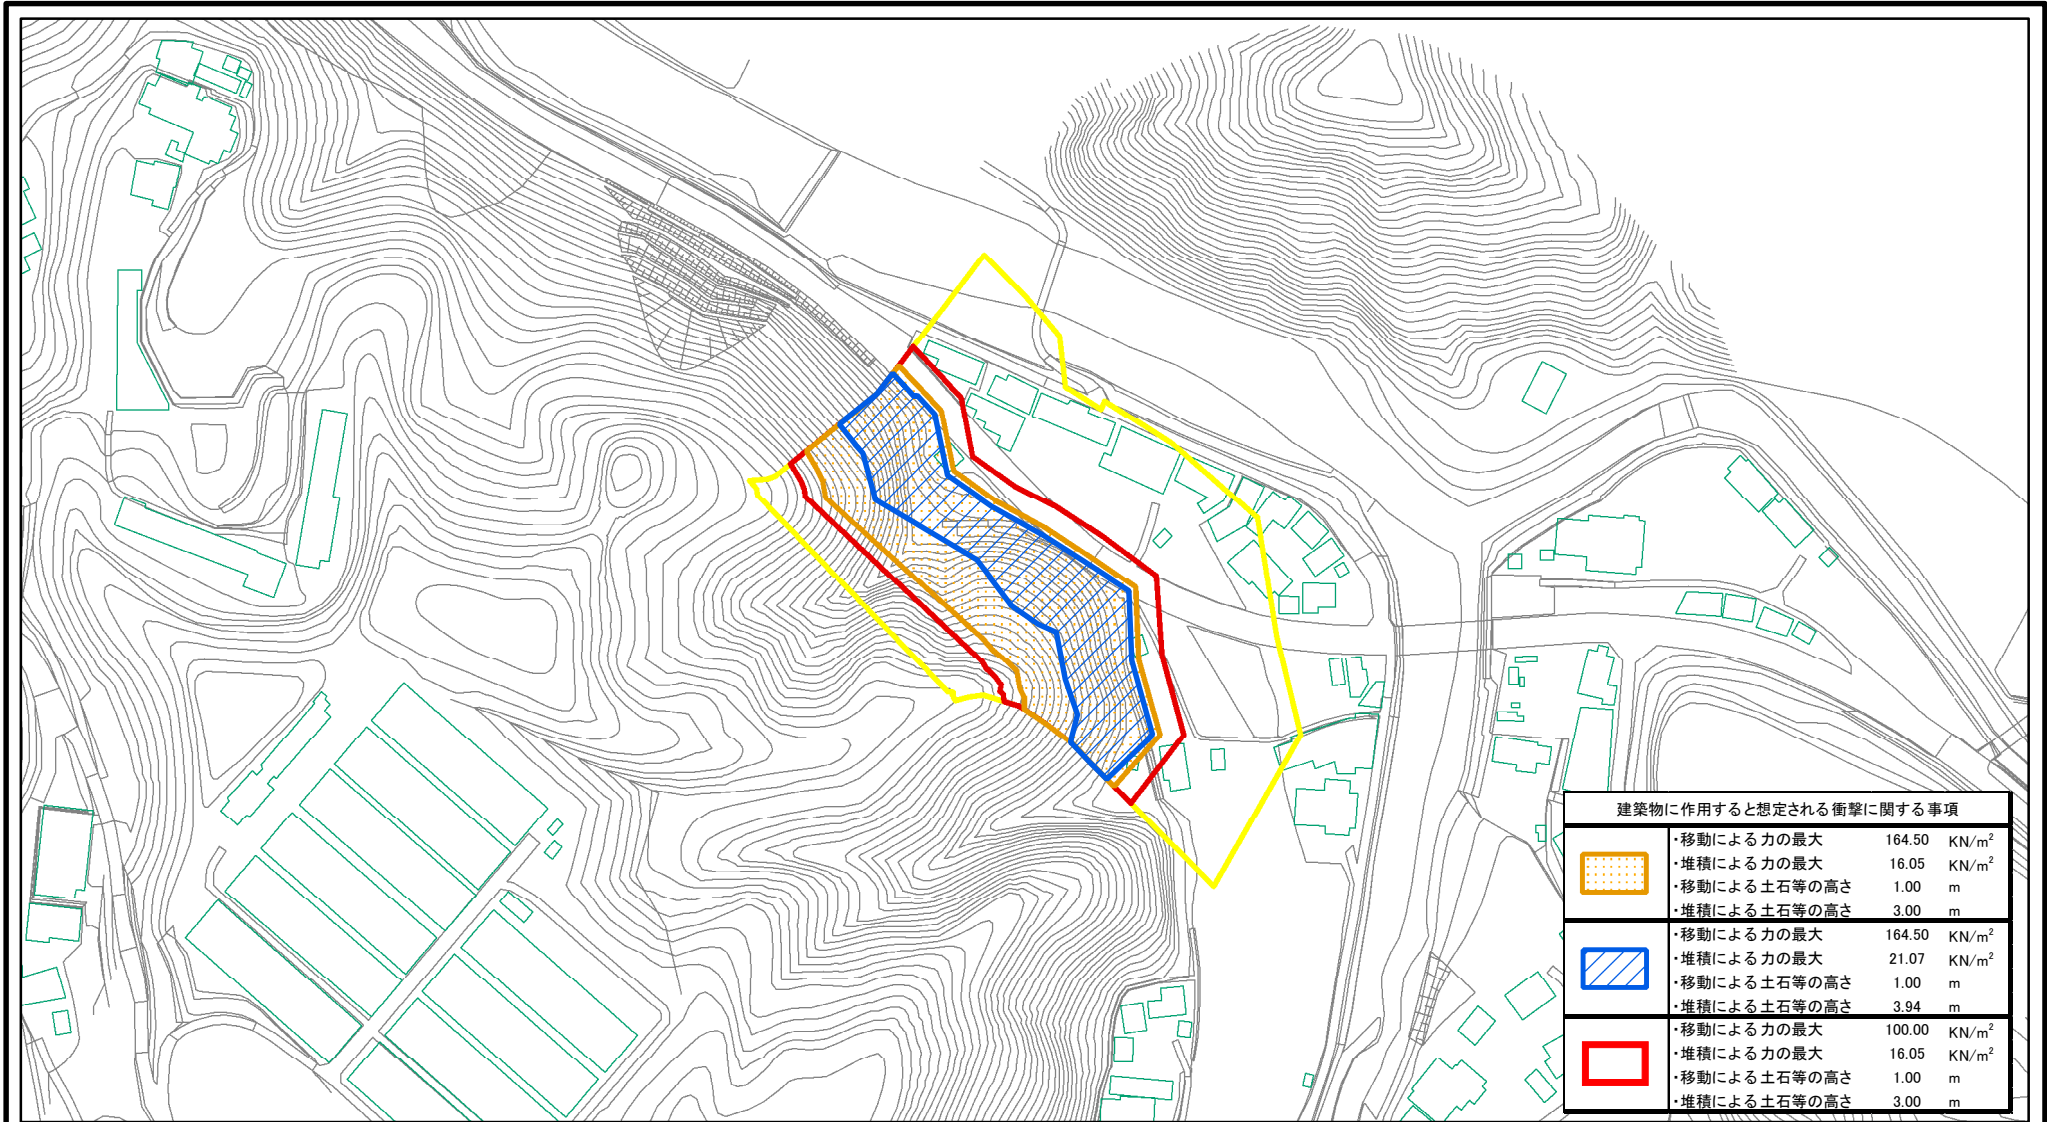 建築物に作用すると想定される衝撃に関する事項
・移動による力の最大 164.50 KN/m²
・堆積による力の最大 16.05 KN/m²
・移動による土石等の高さ 1.00 m
・堆積による土石等の高さ 3.00 m
・移動による力の最大 164.50 KN/m²
・堆積による力の最大 21.07 KN/m²
・移動による土石等の高さ 1.00 m
・堆積による土石等の高さ 3.94 m
・移動による力の最大 100.00 KN/m²
・堆積による力の最大 16.05 KN/m²
・移動による土石等の高さ 1.00 m
・堆積による土石等の高さ 3.00 m